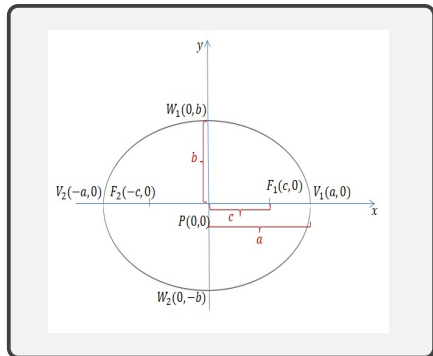 y
W₁(0,b)
b
V₂(−a,0) F₂(−c,0) F₁(c,0) V₁(a,0)
x
c
P(0,0)
a
W₂(0,−b)